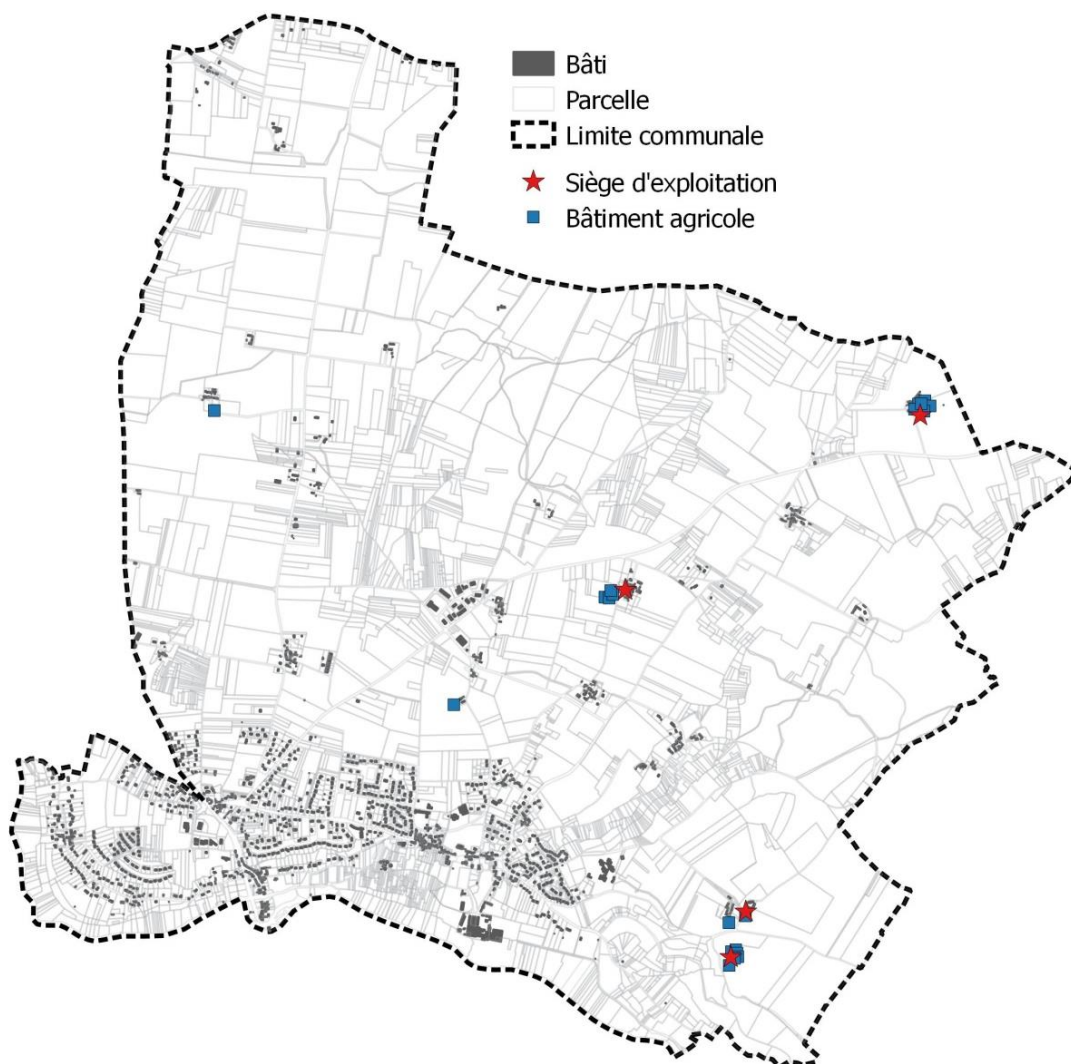 Bâti
Parcelle
Limite communale
Siège d'exploitation
Bâtiment agricole